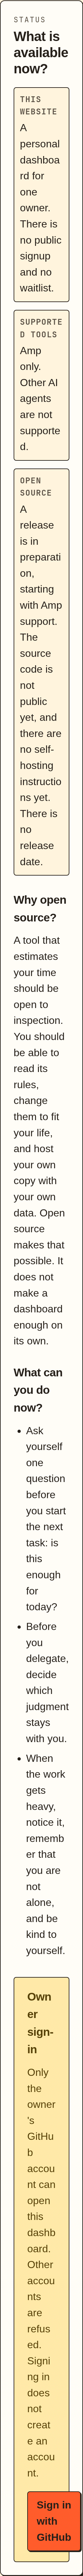 STATUS
What is
available
now?
THIS
WEBSITE
A
personal
dashboa
rd for
one
owner.
There is
no public
signup
and no
waitlist.
SUPPORTE
D TOOLS
Amp
only.
Other AI
agents
are not
supporte
d.
OPEN
SOURCE
A
release
is in
preparati
on,
starting
with Amp
support.
The
source
code is
not
public
yet, and
there are
no self-
hosting
instructio
ns yet.
There is
no
release
date.
Why open
source?
A tool that
estimates
your time
should be
open to
inspection.
You should
be able to
read its
rules,
change
them to fit
your life,
and host
your own
copy with
your own
data. Open
source
makes that
possible. It
does not
make a
dashboard
enough on
its own.
What can
you do
now?
• Ask
yourself
one
question
before
you start
the next
task: is
this
enough
for
today?
• Before
you
delegate,
decide
which
judgment
stays
with you.
• When
the work
gets
heavy,
notice it,
rememb
er that
you are
not
alone,
and be
kind to
yourself.
Own
er
sign-
in
Only
the
owner
's
GitHu
b
accou
nt can
open
this
dashb
oard.
Other
accou
nts
are
refus
ed.
Signi
ng in
does
not
creat
e an
accou
nt.
Sign in
with
GitHub